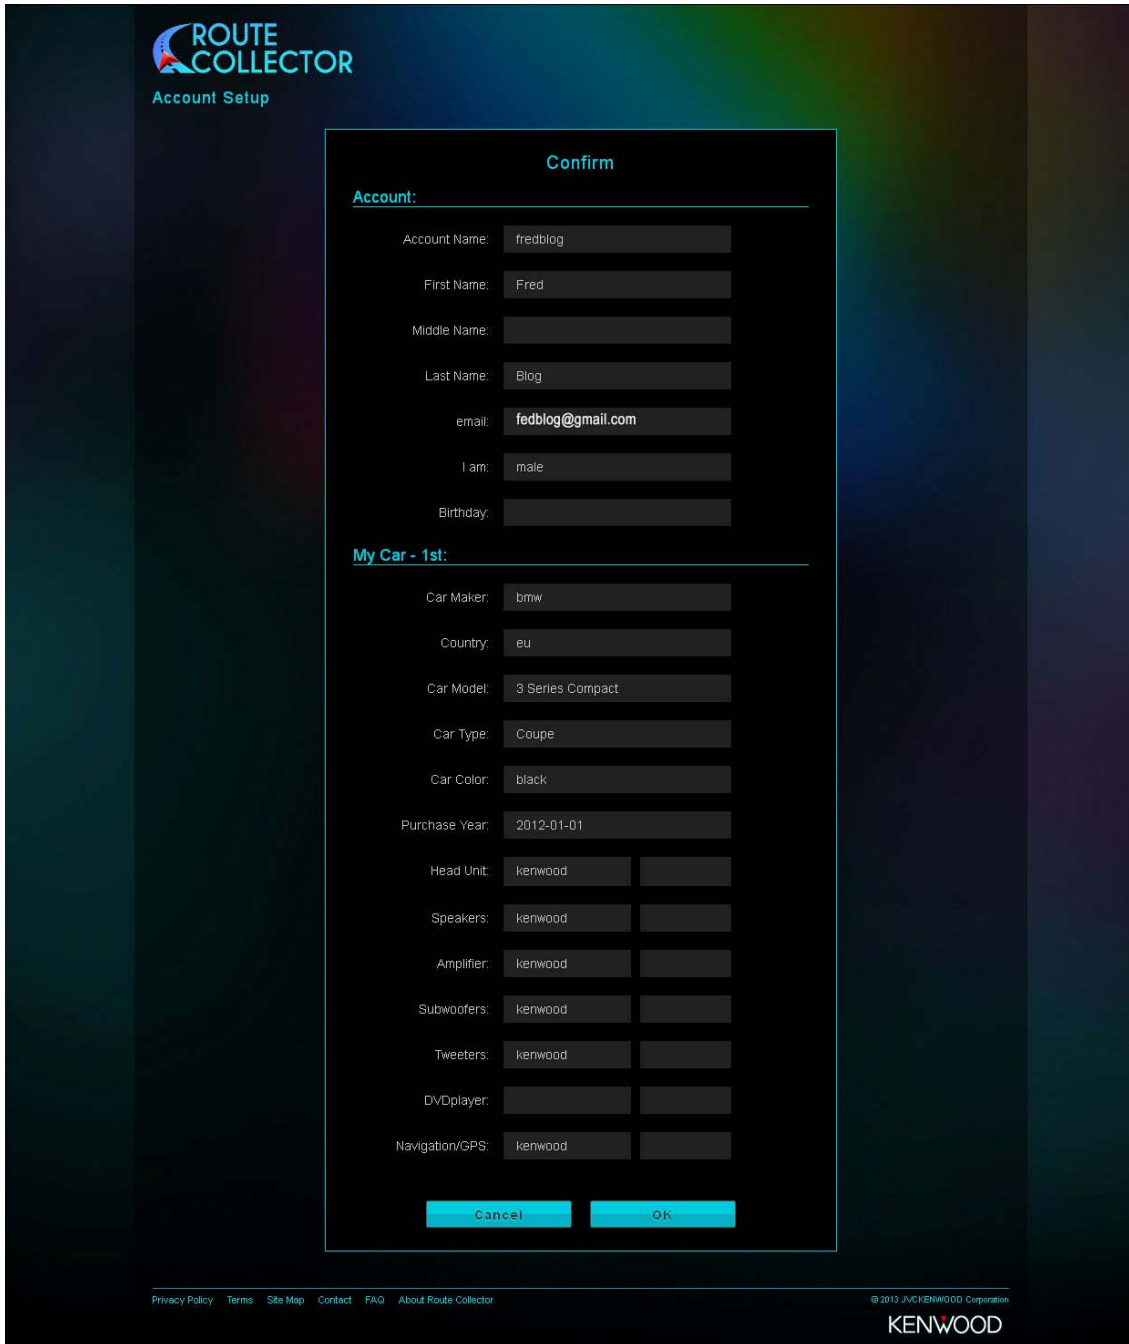 ROUTE
COLLECTOR
Account Setup
Confirm
Account:
Account Name: fredblog
First Name: Fred
Middle Name:
Last Name: Blog
email: fedblog@gmail.com
I am: male
Birthday:
My Car - 1st:
Car Maker: bmw
Country: eu
Car Model: 3 Series Compact
Car Type: Coupe
Car Color: black
Purchase Year: 2012-01-01
Head Unit: kenwood
Speakers: kenwood
Amplifier: kenwood
Subwoofers: kenwood
Tweeters: kenwood
DVDplayer:
Navigation/GPS: kenwood
Cancel OK
Privacy Policy Terms Site Map Contact FAQ About Route Collector © 2013 JVCKENWOOD Corporation
KENWOOD